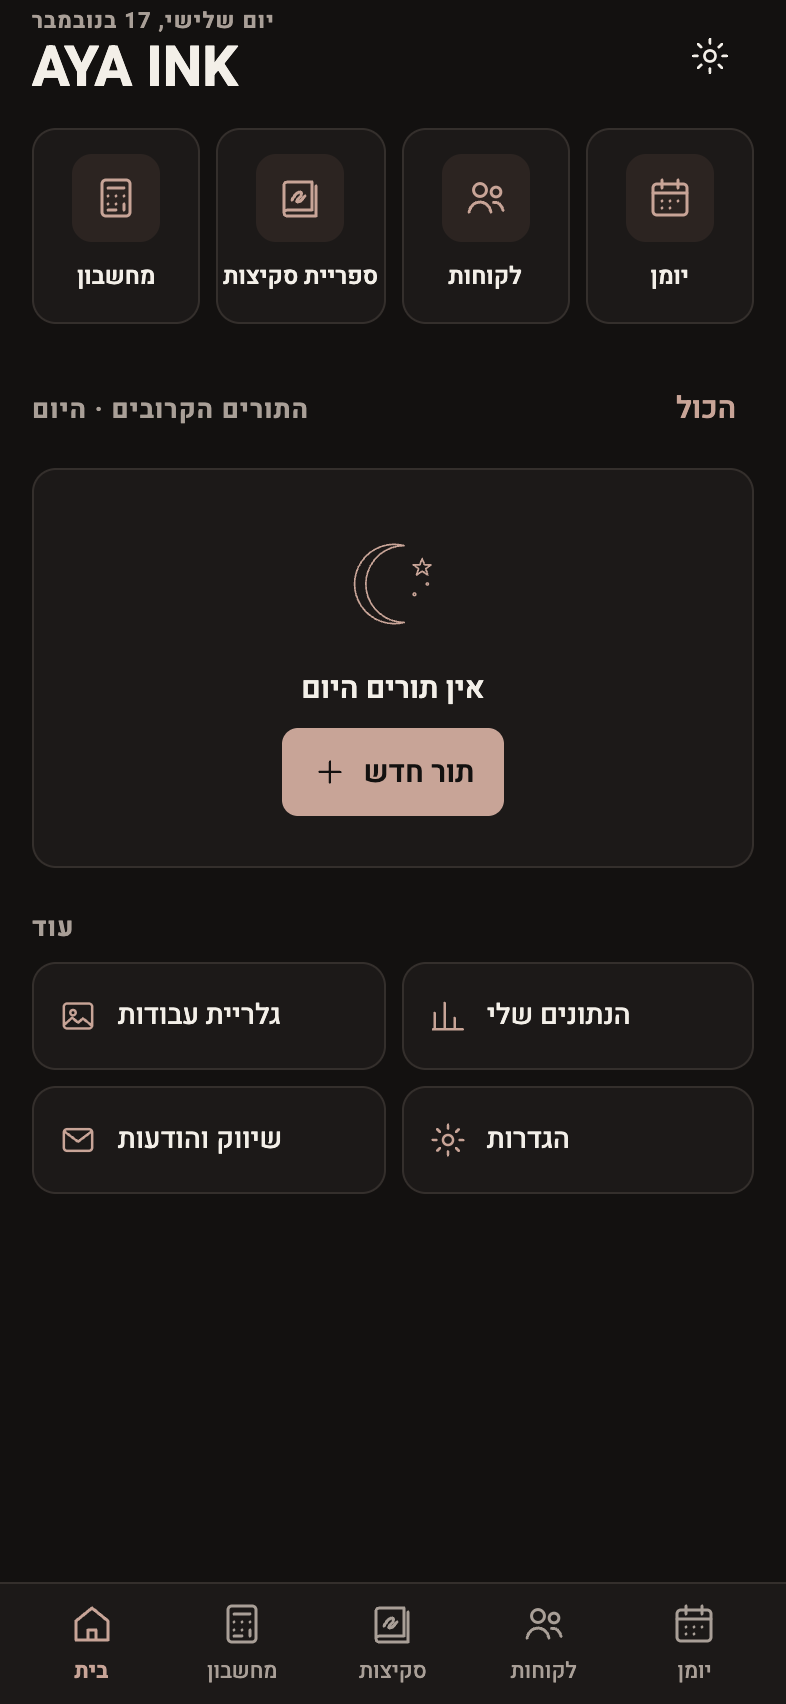 יום שלישי, 17 בנובמבר
AYA INK
יומן
לקוחות
ספריית סקיצות
מחשבון
התורים הקרובים · היום
הכול
אין תורים היום
תור חדש
עוד
הנתונים שלי
גלריית עבודות
הגדרות
שיווק והודעות
יומן
לקוחות
סקיצות
מחשבון
בית